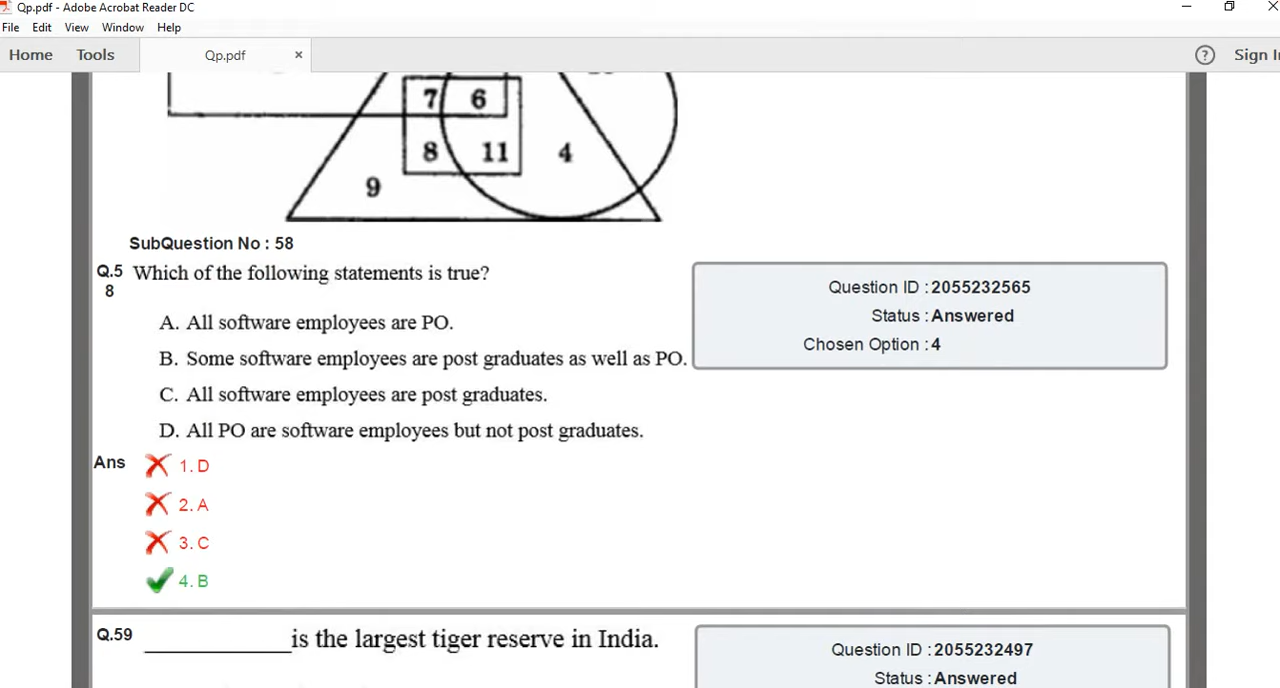 Qp.pdf - Adobe Acrobat Reader DC
File Edit View Window Help
Home Tools Qp.pdf × ? Sign I
7 6
8 11 4
9
SubQuestion No : 58
Q.5 Which of the following statements is true?
8
A. All software employees are PO.
B. Some software employees are post graduates as well as PO.
C. All software employees are post graduates.
D. All PO are software employees but not post graduates.
Question ID : 2055232565
Status : Answered
Chosen Option : 4
Ans 1. D
2. A
3. C
4. B
Q.59 __________ is the largest tiger reserve in India.
Question ID : 2055232497
Status : Answered